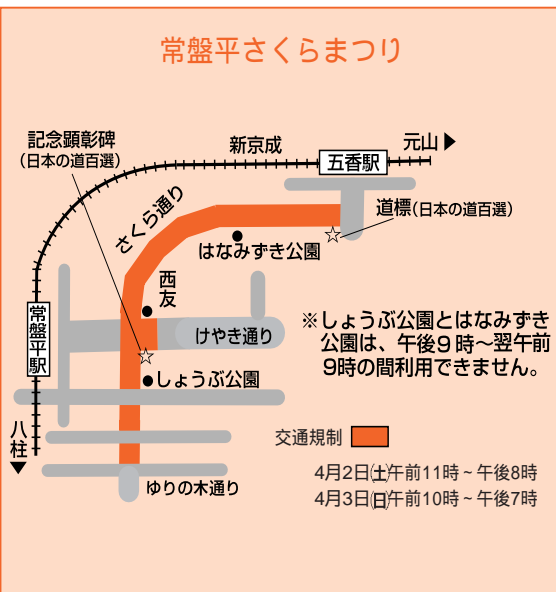 常盤平さくらまつり
記念顕彰碑
(日本の道百選)
新京成
元山▶
五香駅
さくら通り
道標(日本の道百選)
はなみずき公園
西友
常盤平駅
けやき通り
※しょうぶ公園とはなみずき
公園は、午後9時～翌午前
9時の間利用できません。
しょうぶ公園
八柱▼
交通規制
ゆりの木通り
4月2日㈯午前11時～午後8時
4月3日㈰午前10時～午後7時